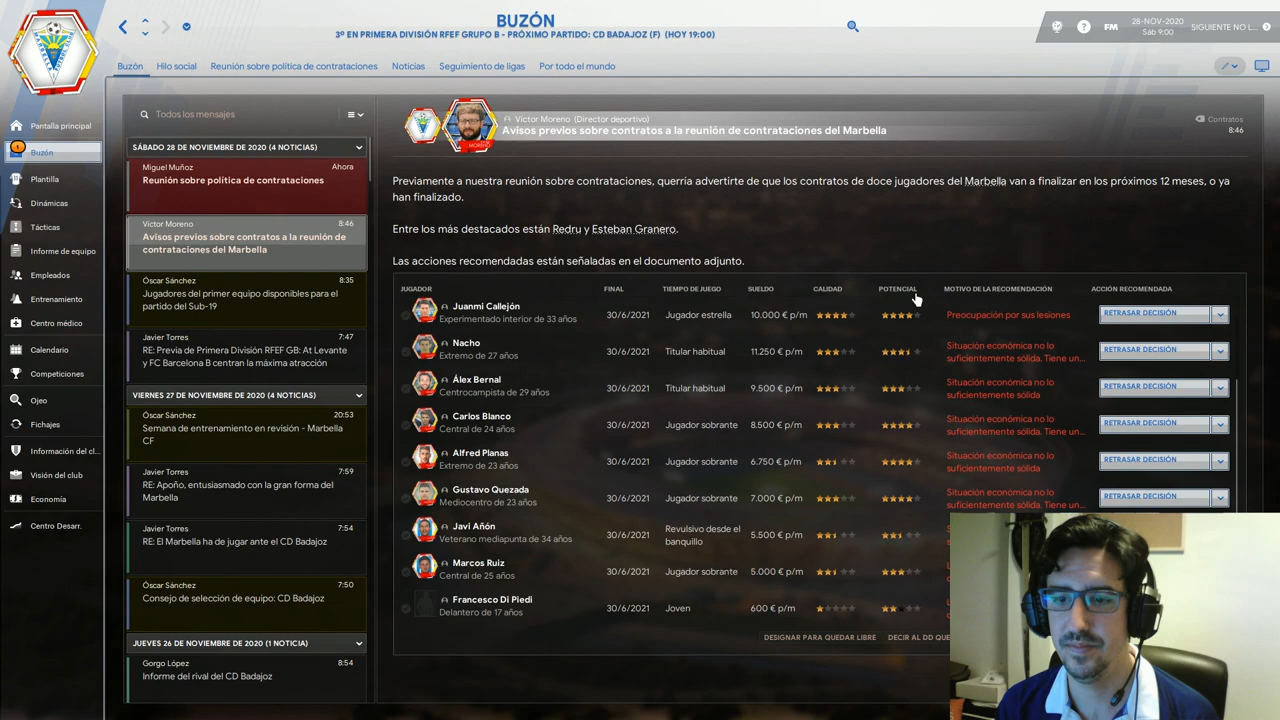 BUZÓN
3º EN PRIMERA DIVISIÓN RFEF GRUPO B - PRÓXIMO PARTIDO: CD BADAJOZ (F) (HOY 19:00)
FM
28-NOV-2020
Sáb 9:00
SIGUIENTE NO L...
Buzón
Hilo social
Reunión sobre política de contrataciones
Noticias
Seguimiento de ligas
Por todo el mundo
Pantalla principal
1
Buzón
Plantilla
Dinámicas
Tácticas
Informe de equipo
Empleados
Entrenamiento
Centro médico
Calendario
Competiciones
Ojeo
Fichajes
Información del cl...
Visión del club
Economía
Centro Desarr.
Todos los mensajes
SÁBADO 28 DE NOVIEMBRE DE 2020 (4 NOTICIAS)
Miguel Muñoz
Ahora
Reunión sobre política de contrataciones
Víctor Moreno
8:46
Avisos previos sobre contratos a la reunión de
contrataciones del Marbella
Óscar Sánchez
8:35
Jugadores del primer equipo disponibles para el
partido del Sub-19
Javier Torres
7:47
RE: Previa de Primera División RFEF GB: At Levante
y FC Barcelona B centran la máxima atracción
VIERNES 27 DE NOVIEMBRE DE 2020 (4 NOTICIAS)
Óscar Sánchez
20:53
Semana de entrenamiento en revisión - Marbella
CF
Javier Torres
7:59
RE: Apoño, entusiasmado con la gran forma del
Marbella
Javier Torres
7:54
RE: El Marbella ha de jugar ante el CD Badajoz
Óscar Sánchez
7:50
Consejo de selección de equipo: CD Badajoz
JUEVES 26 DE NOVIEMBRE DE 2020 (1 NOTICIA)
Gorgo López
8:54
Informe del rival del CD Badajoz
MORENO
Víctor Moreno (Director deportivo)
Avisos previos sobre contratos a la reunión de contrataciones del Marbella
Contratos
8:46
Previamente a nuestra reunión sobre contrataciones, querría advertirte de que los contratos de doce jugadores del Marbella van a finalizar en los próximos 12 meses, o ya
han finalizado.
Entre los más destacados están Redru y Esteban Granero.
Las acciones recomendadas están señaladas en el documento adjunto.
JUGADOR FINAL TIEMPO DE JUEGO SUELDO CALIDAD POTENCIAL MOTIVO DE LA RECOMENDACIÓN ACCIÓN RECOMENDADA
Juanmi Callejón
Experimentado interior de 33 años
30/6/2021 Jugador estrella 10.000 € p/m Preocupación por sus lesiones RETRASAR DECISIÓN
Nacho
Extremo de 27 años
30/6/2021 Titular habitual 11.250 € p/m
Situación económica no lo
suficientemente sólida. Tiene un...
RETRASAR DECISIÓN
Álex Bernal
Centrocampista de 29 años
30/6/2021 Titular habitual 9.500 € p/m
Situación económica no lo
suficientemente sólida
RETRASAR DECISIÓN
Carlos Blanco
Central de 24 años
30/6/2021 Jugador sobrante 8.500 € p/m
Situación económica no lo
suficientemente sólida. Tiene un...
RETRASAR DECISIÓN
Alfred Planas
Extremo de 23 años
30/6/2021 Jugador sobrante 6.750 € p/m
Situación económica no lo
suficientemente sólida
RETRASAR DECISIÓN
Gustavo Quezada
Mediocentro de 23 años
30/6/2021 Jugador sobrante 7.000 € p/m
Situación económica no lo
suficientemente sólida. Tiene un...
RETRASAR DECISIÓN
Javi Añón
Veterano mediapunta de 34 años
30/6/2021
Revulsivo desde el
banquillo
5.500 € p/m
Marcos Ruiz
Central de 25 años
30/6/2021 Jugador sobrante 5.000 € p/m
Francesco Di Piedi
Delantero de 17 años
30/6/2021 Joven 600 € p/m
DESIGNAR PARA QUEDAR LIBRE
DECIR AL DD QUE